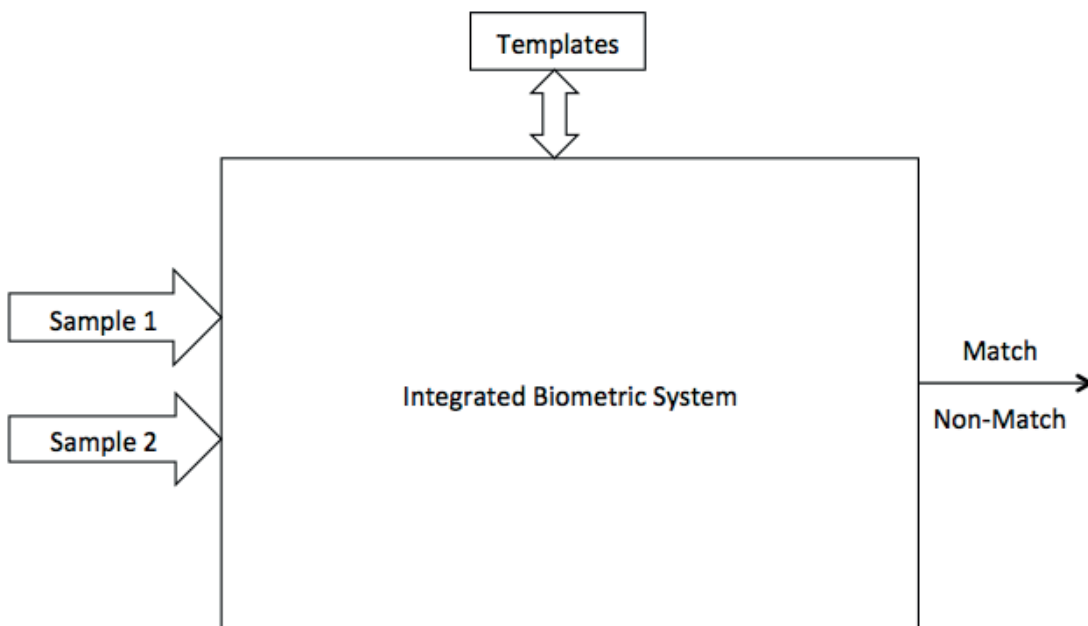 Templates
Sample 1
Sample 2
Integrated Biometric System
Match
Non-Match